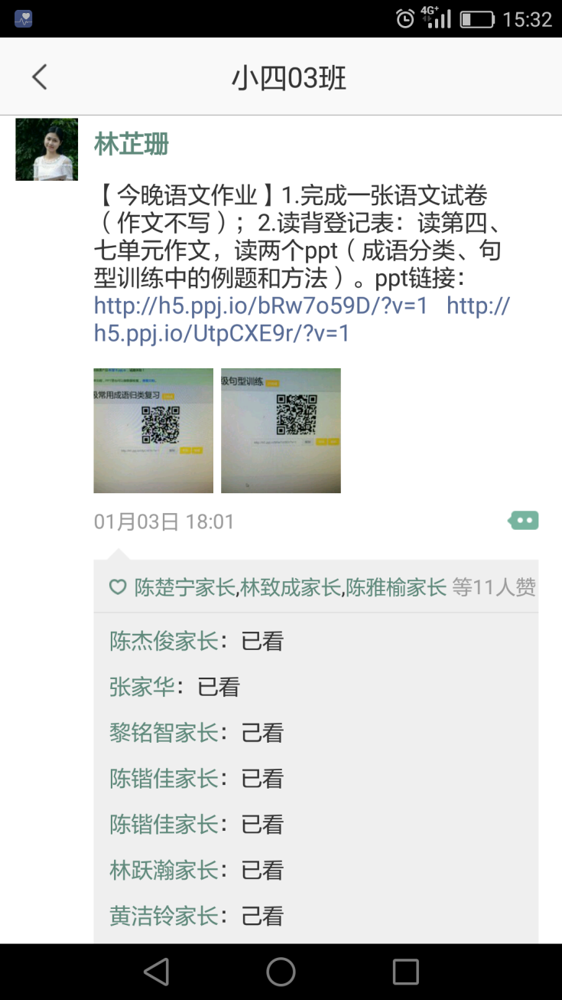 4G+ 15:32
小四03班
林芷珊
【今晚语文作业】1.完成一张语文试卷
（作文不写）；2.读背登记表：读第四、
七单元作文，读两个ppt（成语分类、句
型训练中的例题和方法）。ppt链接：
http://h5.ppj.io/bRw7o59D/?v=1 http://
h5.ppj.io/UtpCXE9r/?v=1
级常用成语归类复习
级句型训练
01月03日 18:01
陈楚宁家长,林致成家长,陈雅榆家长 等11人赞
陈杰俊家长：已看
张家华：已看
黎铭智家长：己看
陈锴佳家长：已看
陈锴佳家长：已看
林跃瀚家长：已看
黄洁铃家长：己看